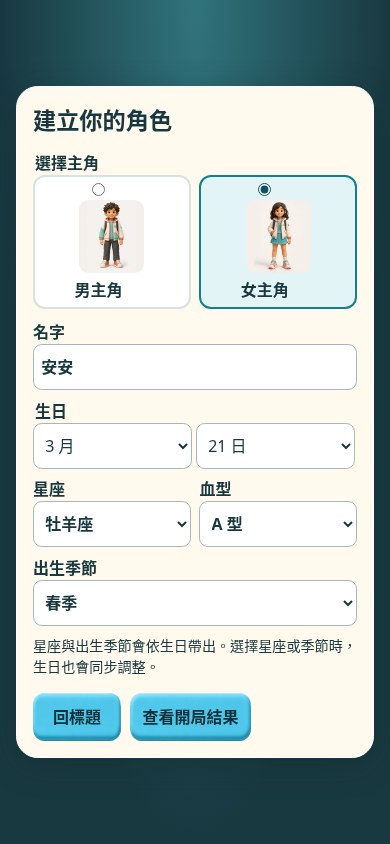 建立你的角色
選擇主角
男主角
女主角
名字
安安
生日
3 月
21 日
星座
血型
牡羊座
A 型
出生季節
春季
星座與出生季節會依生日帶出。選擇星座或季節時，
生日也會同步調整。
回標題
查看開局結果